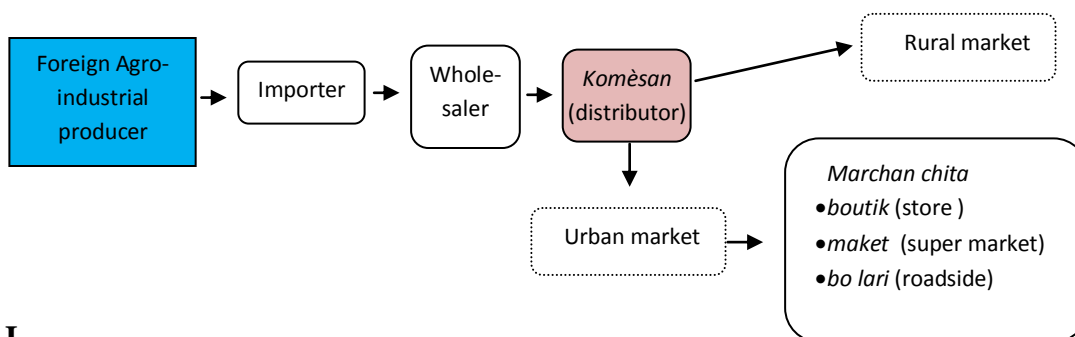 Foreign Agro-
industrial
producer
Importer
Whole-
saler
Komèsan
(distributor)
Rural market
Urban market
Marchan chita
•boutik (store )
•maket (super market)
•bo lari (roadside)